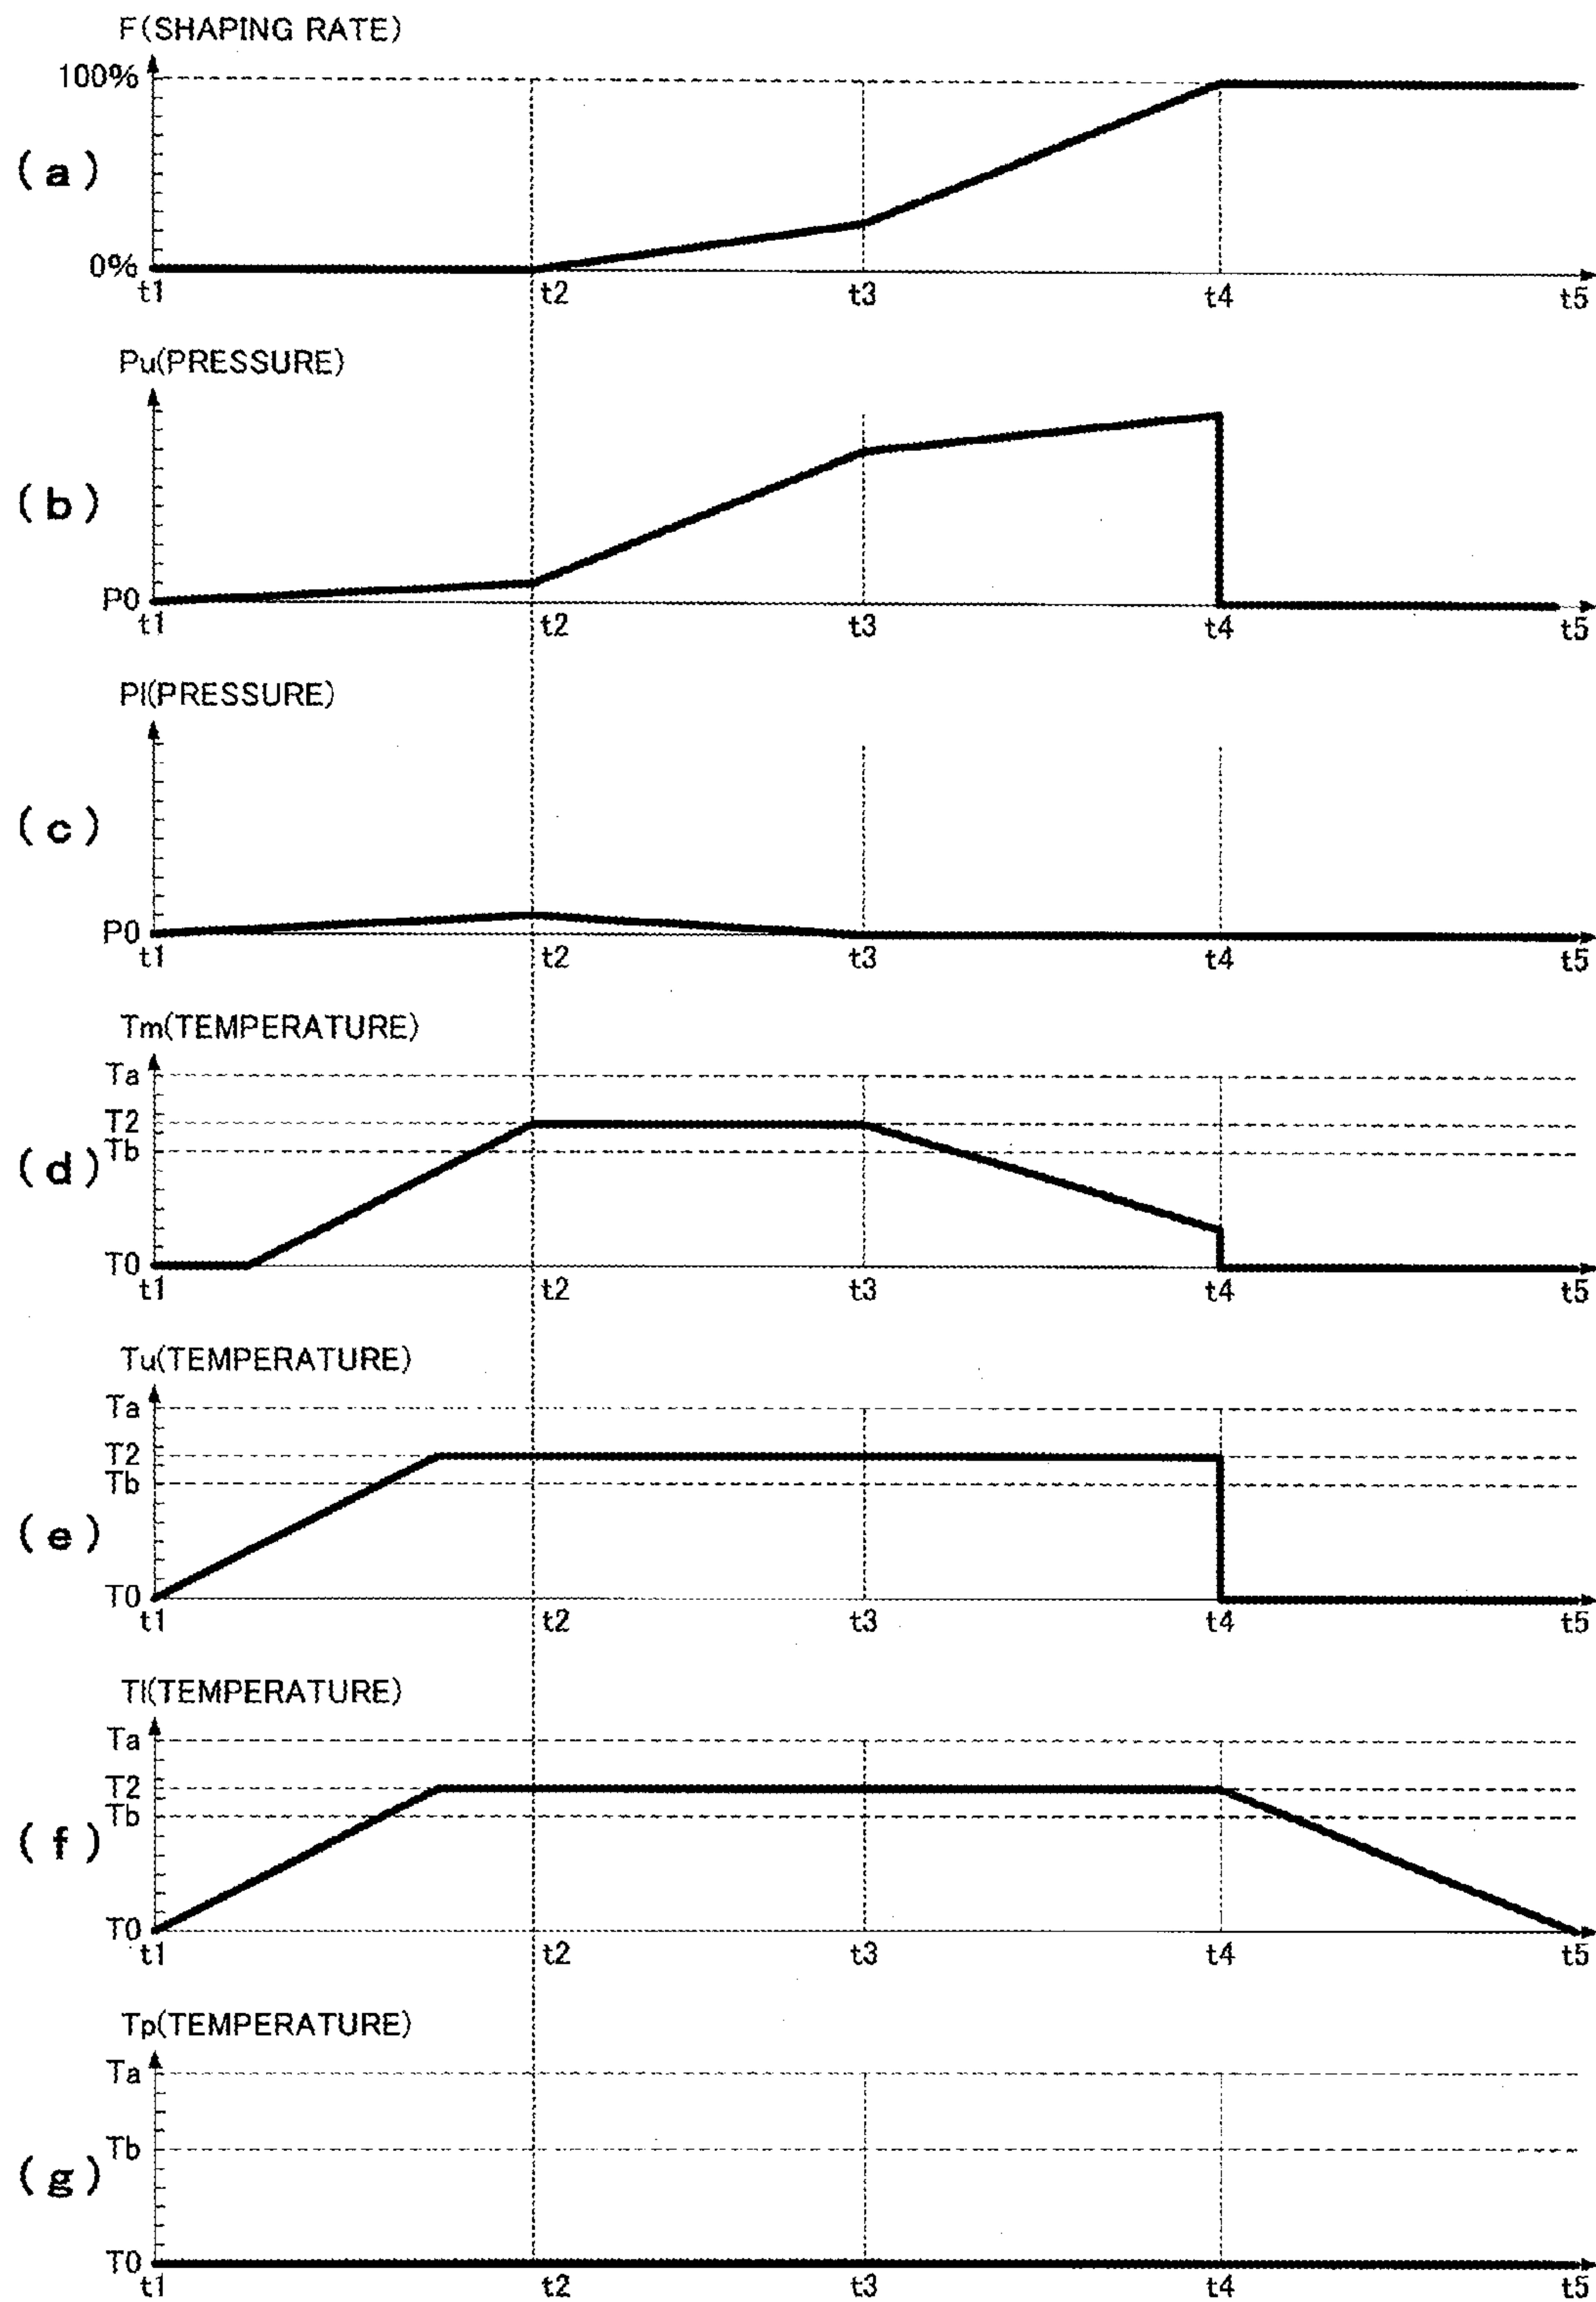 F(SHAPING RATE)
100%
(a)
0%
t1 t2 t3 t4 t5
Pu(PRESSURE)
(b)
P0
t1 t2 t3 t4 t5
Pl(PRESSURE)
(c)
P0
t1 t2 t3 t4 t5
Tm(TEMPERATURE)
Ta
T2
Tb
(d)
T0
t1 t2 t3 t4 t5
Tu(TEMPERATURE)
Ta
T2
Tb
(e)
T0
t1 t2 t3 t4 t5
Tl(TEMPERATURE)
Ta
T2
Tb
(f)
T0
t1 t2 t3 t4 t5
Tp(TEMPERATURE)
Ta
Tb
(g)
T0
t1 t2 t3 t4 t5